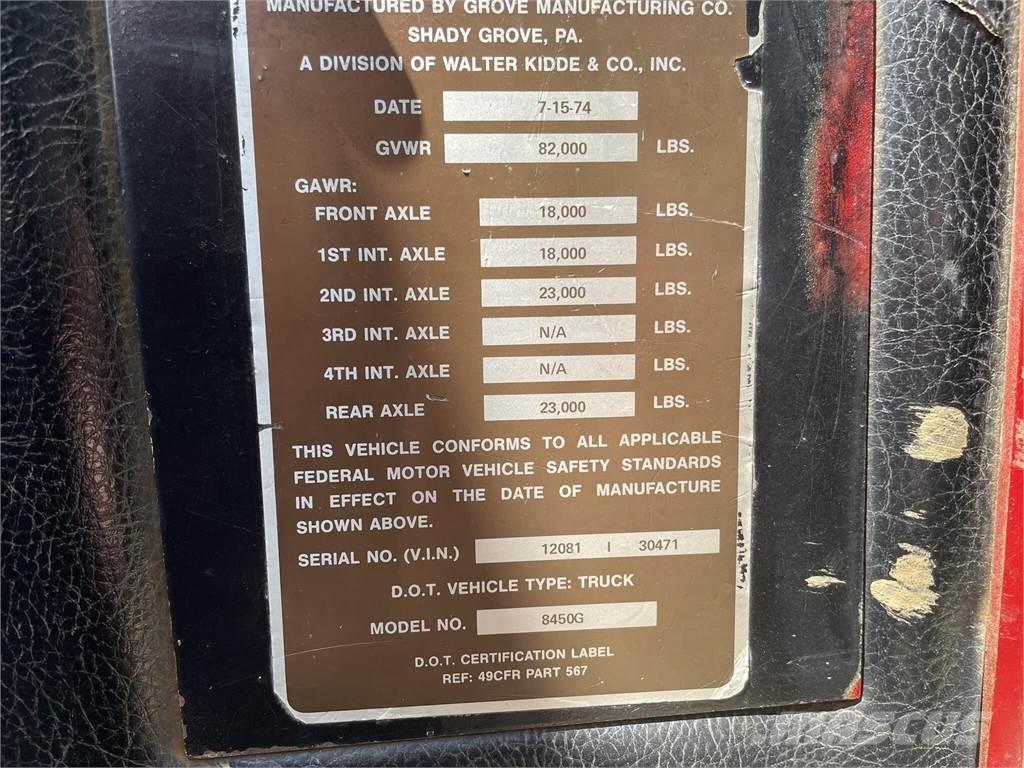 MANUFACTURED BY GROVE MANUFACTURING CO.
SHADY GROVE, PA.
A DIVISION OF WALTER KIDDE & CO., INC.
DATE 7-15-74
GVWR 82,000 LBS.
GAWR:
FRONT AXLE 18,000 LBS.
1ST INT. AXLE 18,000 LBS.
2ND INT. AXLE 23,000 LBS.
3RD INT. AXLE N/A LBS.
4TH INT. AXLE N/A LBS.
REAR AXLE 23,000 LBS.
THIS VEHICLE CONFORMS TO ALL APPLICABLE
FEDERAL MOTOR VEHICLE SAFETY STANDARDS
IN EFFECT ON THE DATE OF MANUFACTURE
SHOWN ABOVE.
SERIAL NO. (V.I.N.) 12081 I 30471
D.O.T. VEHICLE TYPE: TRUCK
MODEL NO. 8450G
D.O.T. CERTIFICATION LABEL
REF: 49CFR PART 567
MASCUS